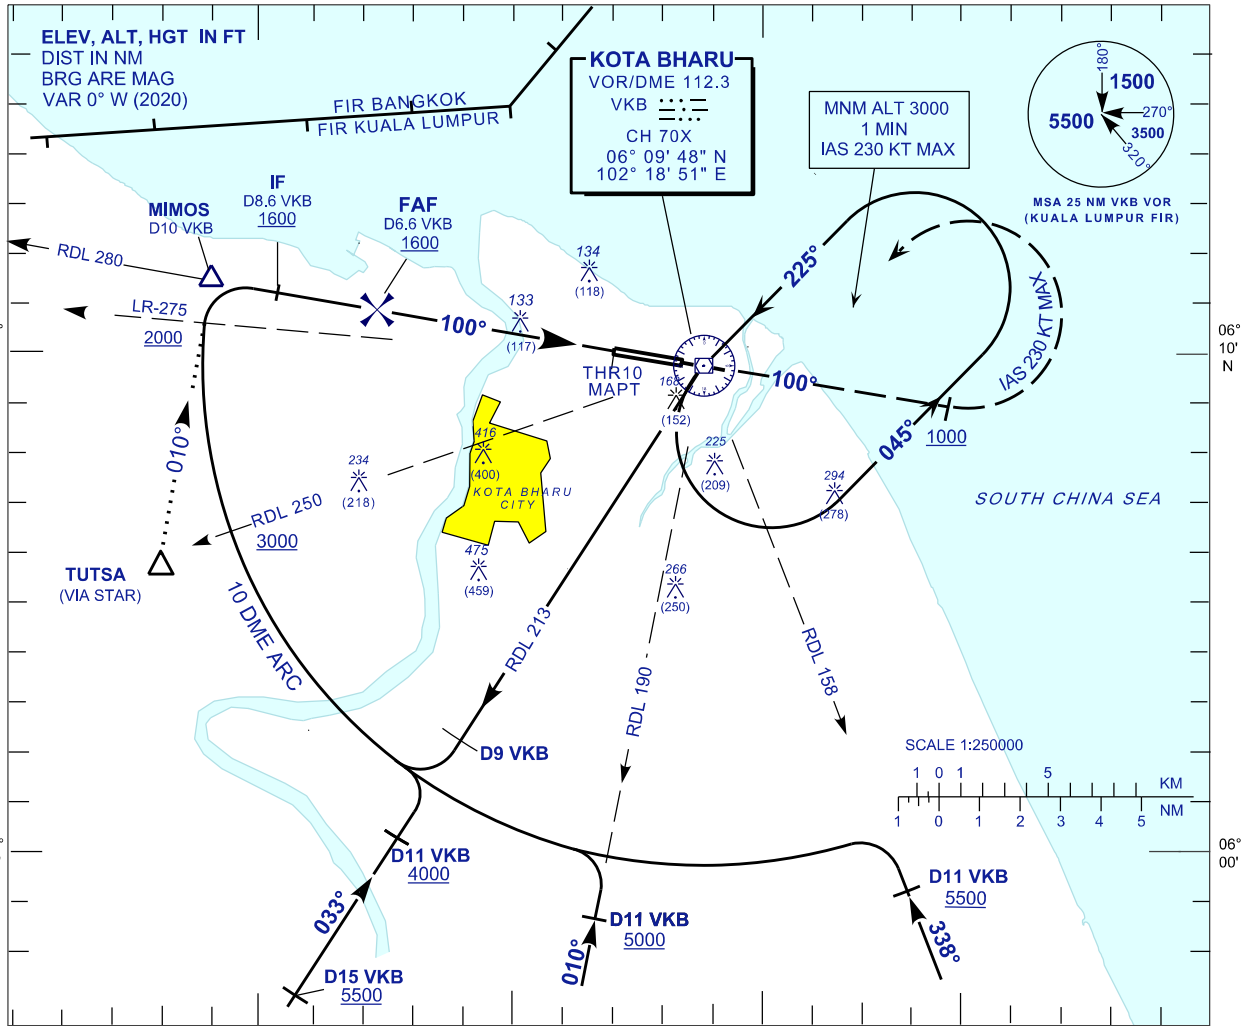 ELEV, ALT, HGT IN FT
DIST IN NM
BRG ARE MAG
VAR 0° W (2020)
FIR BANGKOK
FIR KUALA LUMPUR
KOTA BHARU
VOR/DME 112.3
VKB
CH 70X
06° 09' 48" N
102° 18' 51" E
MNM ALT 3000
1 MIN
IAS 230 KT MAX
180°
1500
270°
5500
3500
320°
MSA 25 NM VKB VOR
(KUALA LUMPUR FIR)
IF
D8.6 VKB
1600
MIMOS
D10 VKB
FAF
D6.6 VKB
1600
RDL 280
LR-275
2000
134
(118)
133
(117)
100°
225°
IAS 230 KT MAX
06°
10'
N
THR10
MAPT
168
(152)
100°
1000
045°
225
(209)
294
(278)
SOUTH CHINA SEA
416
(400)
KOTA BHARU
CITY
234
(218)
010°
RDL 250
3000
TUTSA
(VIA STAR)
475
(459)
266
(250)
10 DME ARC
RDL 213
RDL 190
RDL 158
D9 VKB
SCALE 1:250000
1 0 1 5
KM
NM
1 0 1 2 3 4 5
06°
00'
D11 VKB
4000
D11 VKB
5500
033°
D11 VKB
5000
010°
338°
D15 VKB
5500